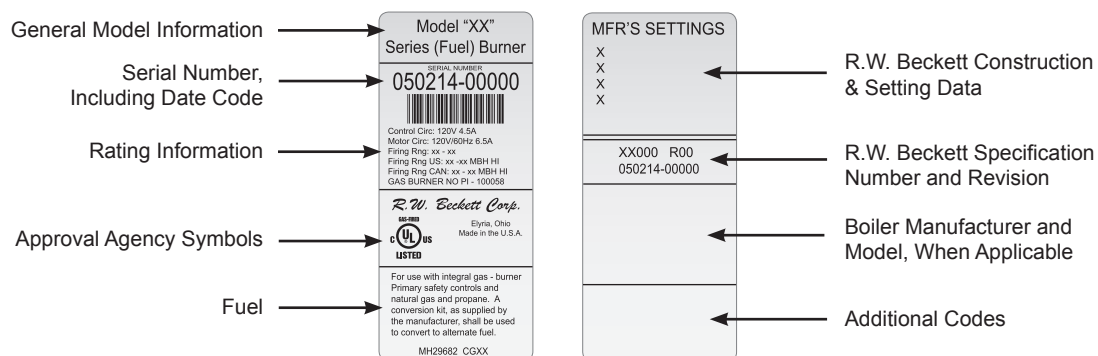 General Model Information
Serial Number,
Including Date Code
Rating Information
Approval Agency Symbols
Fuel
Model “XX”
Series (Fuel) Burner
SERIAL NUMBER
050214-00000
Control Circ: 120V 4.5A
Motor Circ: 120V/60Hz 6.5A
Firing Rng: xx - xx
Firing Rng US: xx -xx MBH HI
Firing Rng CAN: xx - xx MBH HI
GAS BURNER NO PI - 100058
R.W. Beckett Corp.
GAS-FIRED
C UL US
LISTED
Elyria, Ohio
Made in the U.S.A.
For use with integral gas - burner
Primary safety controls and
natural gas and propane. A
conversion kit, as supplied by
the manufacturer, shall be used
to convert to alternate fuel.
MH29682 CGXX
MFR'S SETTINGS
X
X
X
X
XX000 R00
050214-00000
R.W. Beckett Construction
& Setting Data
R.W. Beckett Specification
Number and Revision
Boiler Manufacturer and
Model, When Applicable
Additional Codes